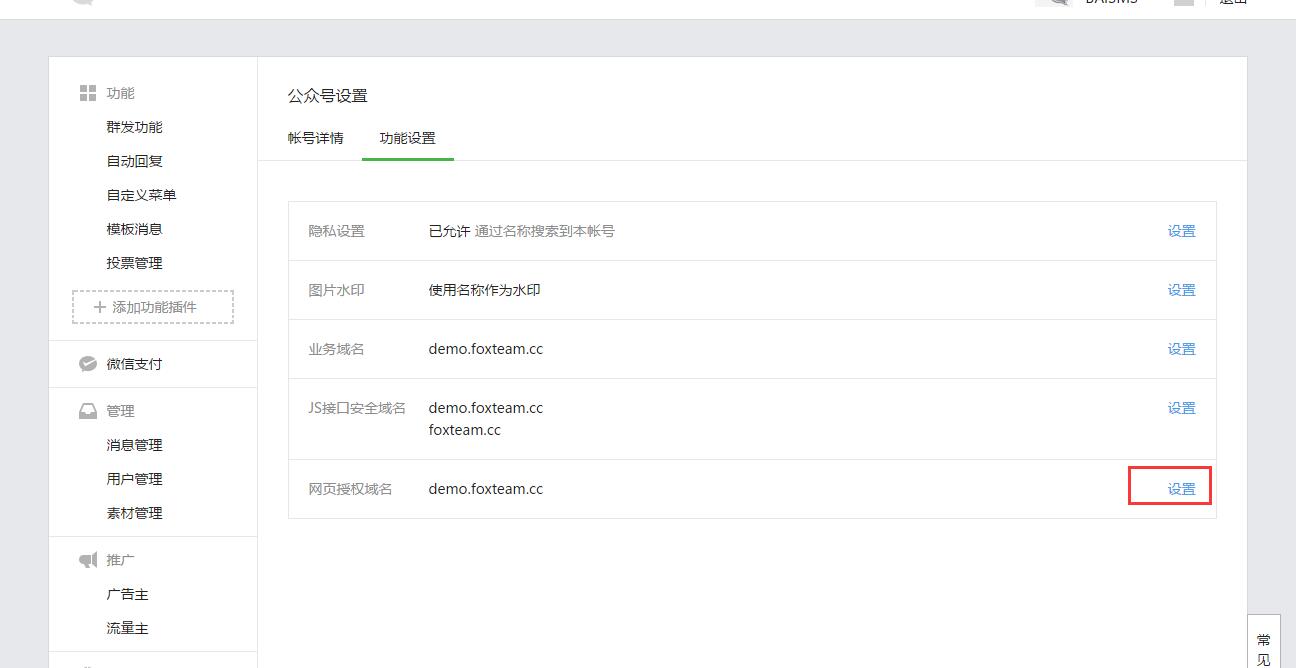 功能
群发功能
自动回复
自定义菜单
模板消息
投票管理
添加功能插件
微信支付
管理
消息管理
用户管理
素材管理
推广
广告主
流量主
公众号设置
帐号详情 功能设置
隐私设置 已允许 通过名称搜索到本帐号 设置
图片水印 使用名称作为水印 设置
业务域名 demo.foxteam.cc 设置
JS接口安全域名 demo.foxteam.cc 设置
foxteam.cc
网页授权域名 demo.foxteam.cc 设置
常
见